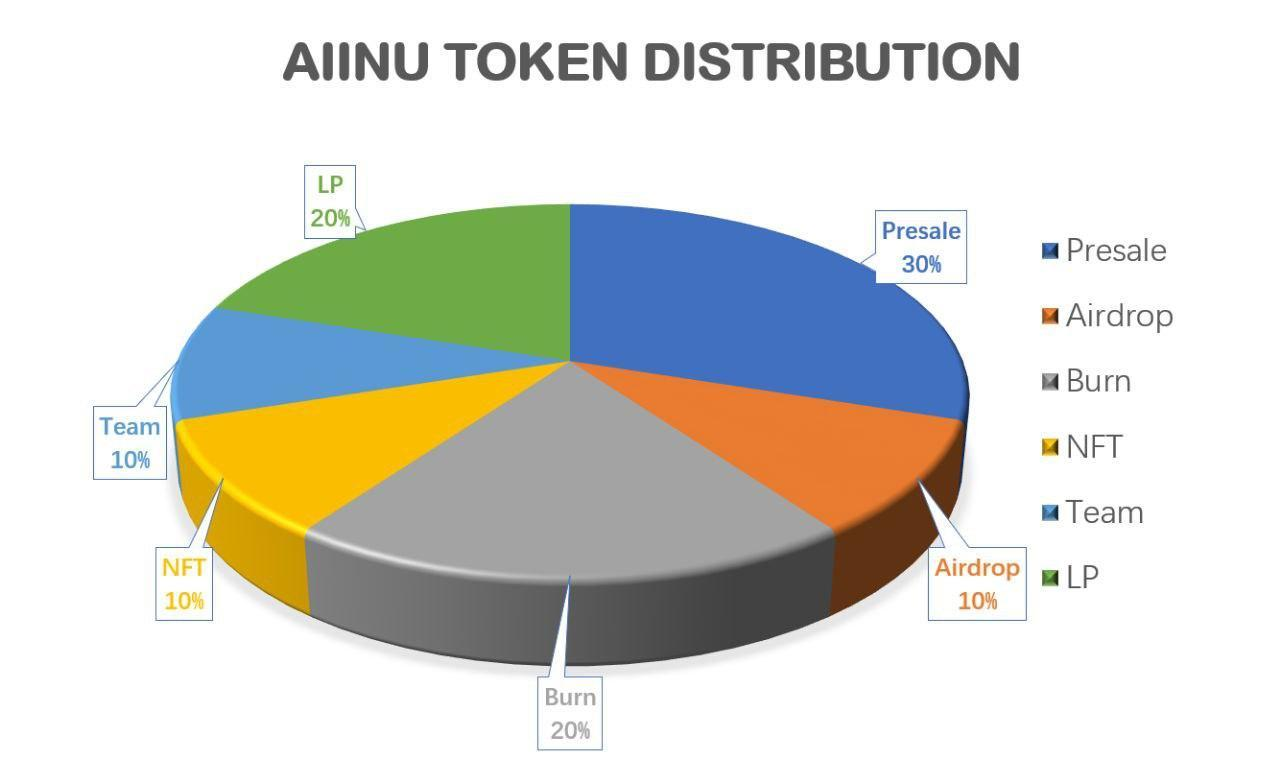 AIINU TOKEN DISTRIBUTION
LP
20%
Presale
30%
Team
10%
NFT
10%
Airdrop
10%
Burn
20%
Presale
Airdrop
Burn
NFT
Team
LP